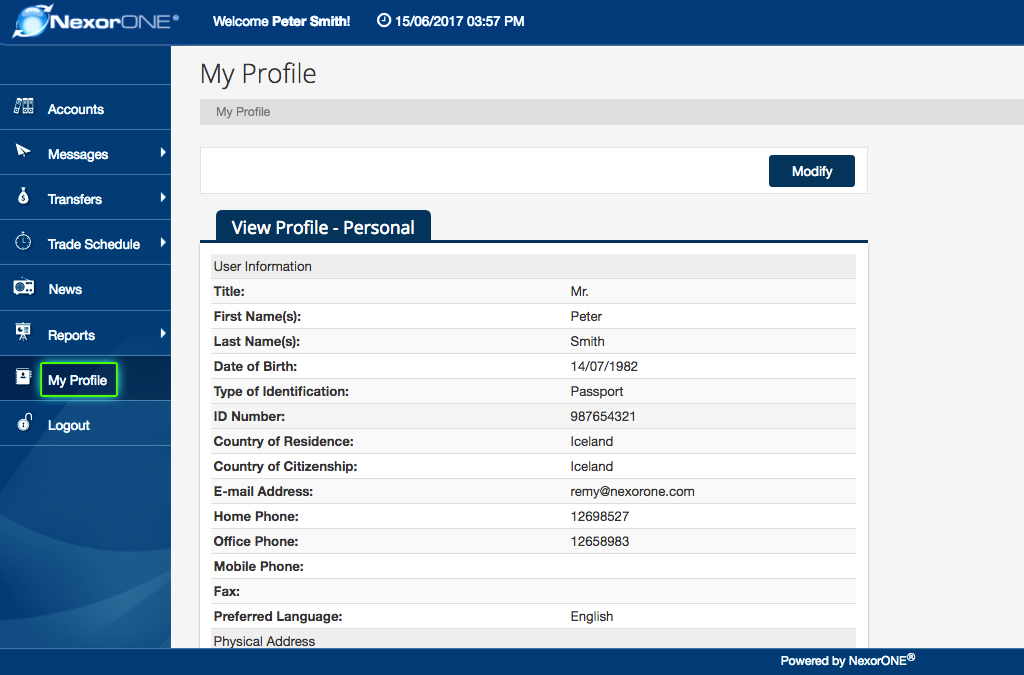 NexorONE®
Welcome Peter Smith! 15/06/2017 03:57 PM
Accounts
Messages
Transfers
Trade Schedule
News
Reports
My Profile
Logout
My Profile
My Profile
Modify
View Profile - Personal
User Information
Title: Mr.
First Name(s): Peter
Last Name(s): Smith
Date of Birth: 14/07/1982
Type of Identification: Passport
ID Number: 987654321
Country of Residence: Iceland
Country of Citizenship: Iceland
E-mail Address: remy@nexorone.com
Home Phone: 12698527
Office Phone: 12658983
Mobile Phone:
Fax:
Preferred Language: English
Physical Address
Powered by NexorONE®